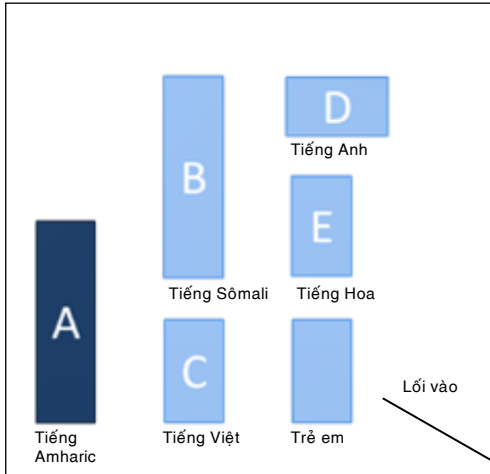 D
Tiếng Anh
B
E
Tiếng Sômali
Tiếng Hoa
A
C
Lối vào
Tiếng
Amharic
Tiếng Việt
Trẻ em